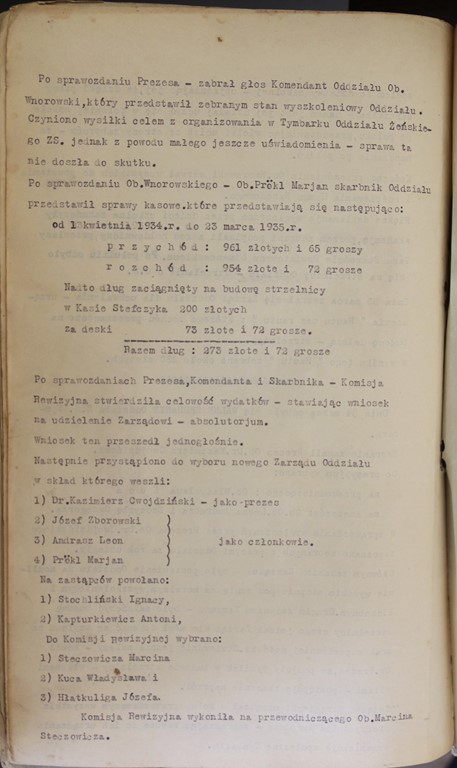 Po sprawozdaniu Prezesa - zabrał głos Komendant Oddziału Ob.
Wnorowski,który przedstawił zebranym stan wyszkoleniowy Oddziału.
Czyniono wysiłki celem z organizowania w Tymbarku Oddziału Żeńskie-
go ZS. jednak z powodu małego jeszcze uświadomienia - sprawa ta
nie doszła do skutku.
Po sprawozdaniu Ob.Wnorowskiego - Ob.Prökl Marjan skarbnik Oddziału
przedstawił sprawy kasowe.które przedstawiają się następująco:
od 1kwietnia 1934.r. do 23 marca 1935.r.
p r z y c h ó d : 961 złotych i 65 groszy
r o z c h ó d : 954 złote i 72 grosze
Nadto dług zaciągnięty na budowę strzelnicy
w Kasie Stefczyka 200 złotych
za deski 73 złote i 72 grosze.
Razem dług : 273 złote i 72 grosze
Po sprawozdaniach Prezesa,Komendanta i Skarbnika - Komisja
Rewizyjna stwierdziła celowość wydatków - stawiając wniosek
na udzielenie Zarządowi - absolutorjum.
Wniosek ten przeszedł jednogłośnie.
Następnie przystąpiono do wyboru nowego Zarządu Oddziału
w skład którego weszli:
1) Dr.Kazimierz Cwojdziński - jako prezes
2) Józef Zborowski
3) Andrasz Leon jako członkowie.
4) Prökl Marjan
Na zastępców powołano:
1) Stochliński Ignacy,
2) Kapturkiewicz Antoni,
Do Komisji Rewizyjnej wybrano:
1) Steczowicza Marcina
2) Kuca Władysława i
3) Hłatkuliga Józefa.
Komisja Rewizyjna wyłoniła na przewodniczącego Ob.Marcina
Steczowicza.